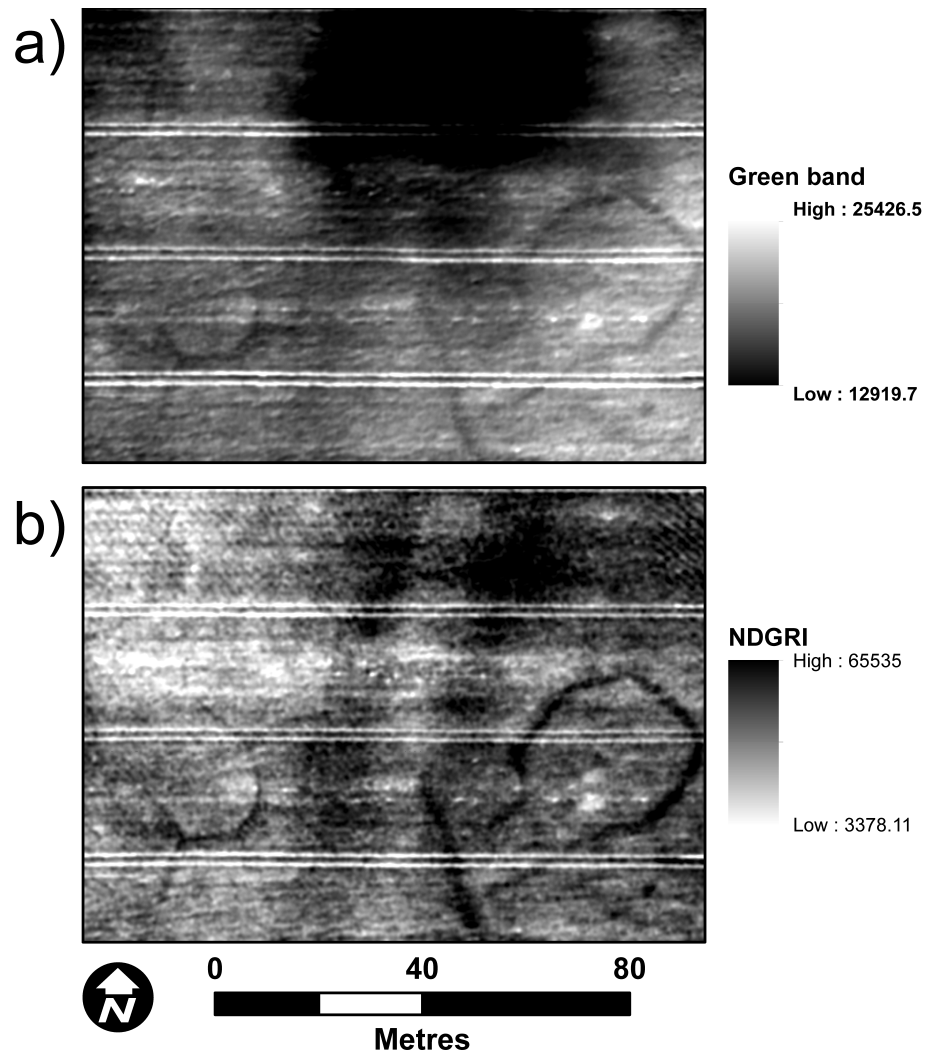 a)
Green band
High : 25426.5
Low : 12919.7
b)
NDGRI
High : 65535
Low : 3378.11
N
0 40 80
Metres